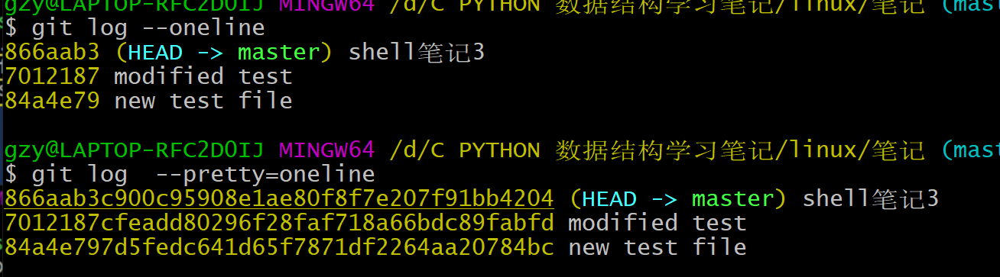 gzy@LAPTOP-RFC2D0IJ MINGW64 /d/C PYTHON 数据结构学习笔记/linux/笔记 (mast
$ git log --oneline
866aab3 (HEAD -> master) shell笔记3
7012187 modified test
84a4e79 new test file
gzy@LAPTOP-RFC2D0IJ MINGW64 /d/C PYTHON 数据结构学习笔记/linux/笔记 (mast
$ git log  --pretty=oneline
866aab3c900c95908e1ae80f8f7e207f91bb4204 (HEAD -> master) shell笔记3
7012187cfeadd80296f28faf718a66bdc89fabfd modified test
84a4e797d5fedc641d65f7871df2264aa20784bc new test file